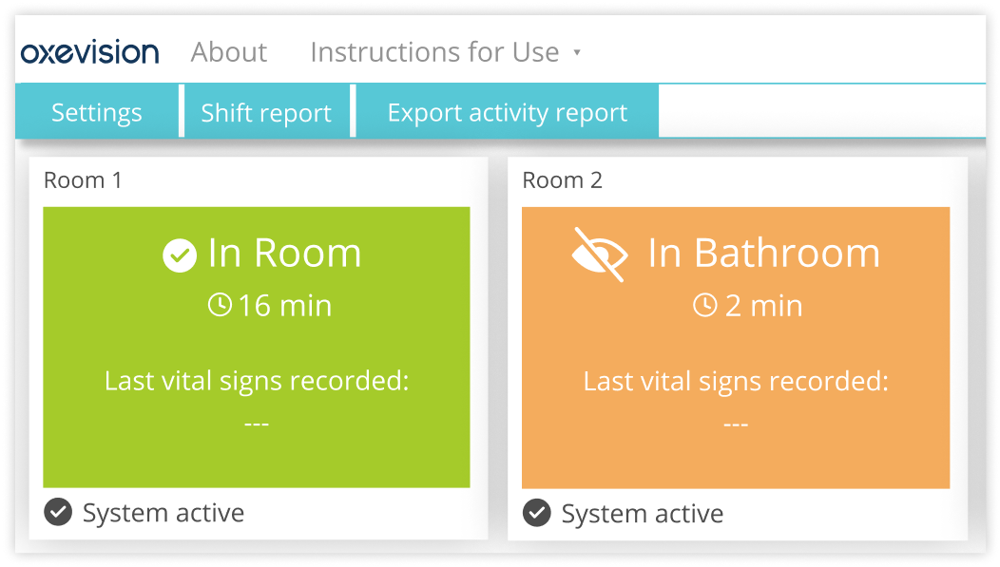 oxevision About Instructions for Use
Settings Shift report Export activity report
Room 1
In Room
16 min
Last vital signs recorded:
---
System active
Room 2
In Bathroom
2 min
Last vital signs recorded:
---
System active